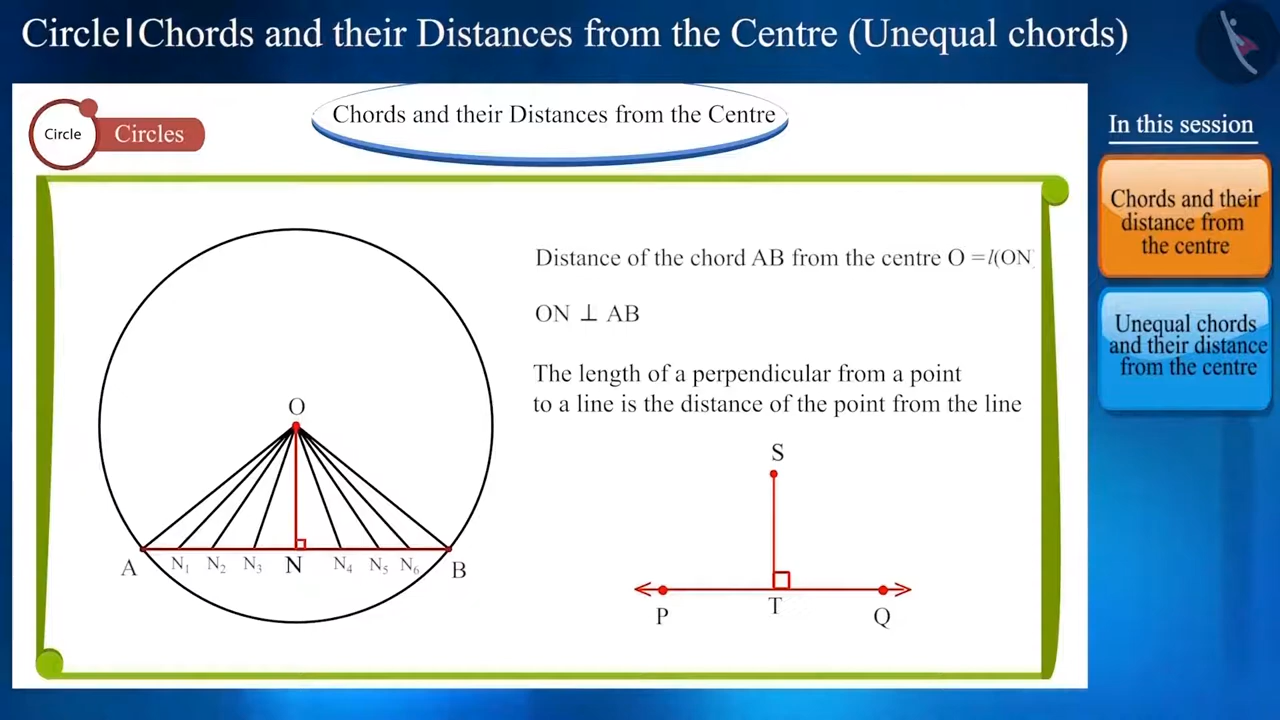 Circle|Chords and their Distances from the Centre (Unequal chords)
Circle
Circles
Chords and their Distances from the Centre
In this session
Chords and their
distance from
the centre
Unequal chords
and their distance
from the centre
Distance of the chord AB from the centre O = l(ON)
ON ⊥ AB
The length of a perpendicular from a point
to a line is the distance of the point from the line
O
A N₁ N₂ N₃ N N₄ N₅ N₆ B
S
P T Q